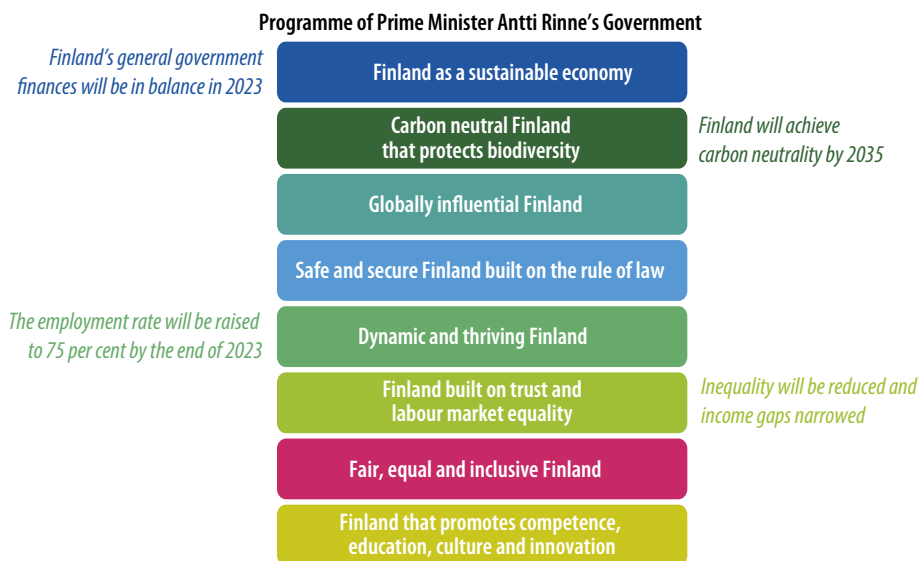 Programme of Prime Minister Antti Rinne's Government
Finland's general government
finances will be in balance in 2023
Finland as a sustainable economy
Carbon neutral Finland
that protects biodiversity
Finland will achieve
carbon neutrality by 2035
Globally influential Finland
Safe and secure Finland built on the rule of law
The employment rate will be raised
to 75 per cent by the end of 2023
Dynamic and thriving Finland
Finland built on trust and
labour market equality
Inequality will be reduced and
income gaps narrowed
Fair, equal and inclusive Finland
Finland that promotes competence,
education, culture and innovation